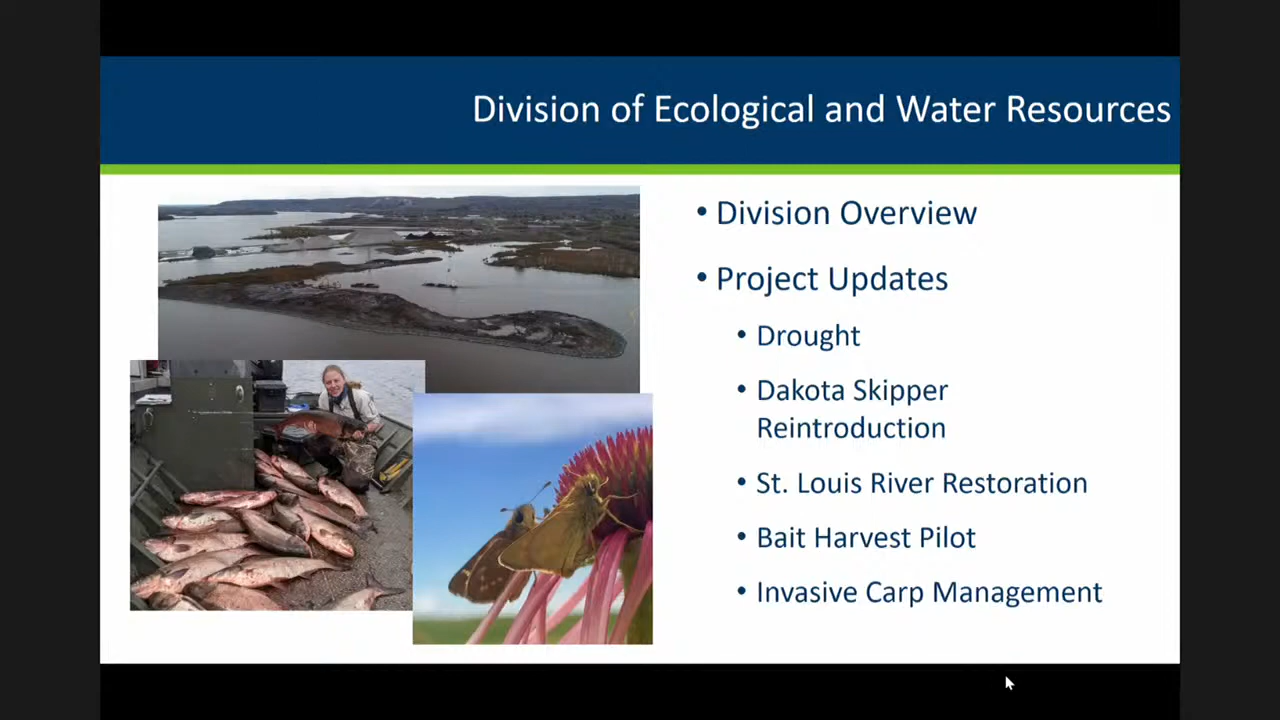 Division of Ecological and Water Resources
• Division Overview
• Project Updates
• Drought
• Dakota Skipper
Reintroduction
• St. Louis River Restoration
• Bait Harvest Pilot
• Invasive Carp Management